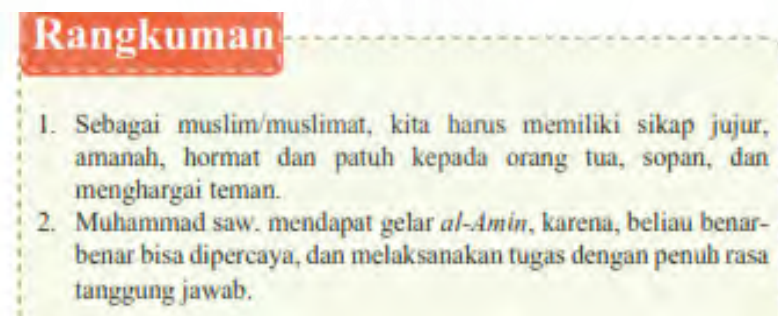 Rangkuman
1. Sebagai muslim/muslimat, kita harus memiliki sikap jujur,
amanah, hormat dan patuh kepada orang tua, sopan, dan
menghargai teman.
2. Muhammad saw. mendapat gelar al-Amin, karena, beliau benar-
benar bisa dipercaya, dan melaksanakan tugas dengan penuh rasa
tanggung jawab.